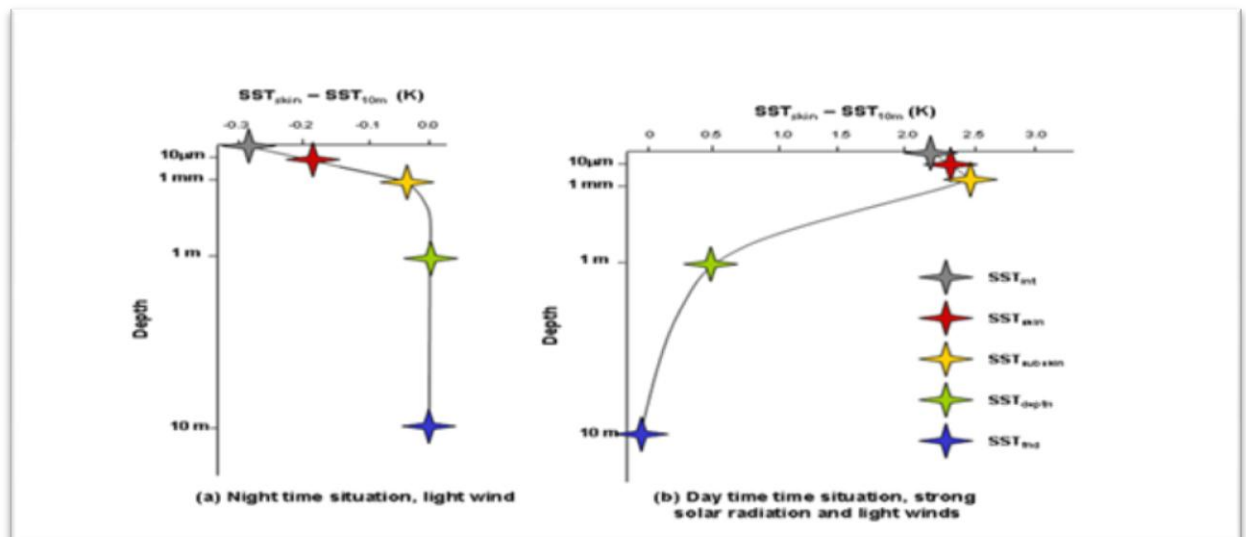 SSTskin – SST10m (K)
-0.3 -0.2 -0.1 0.0
10µm
1 mm
1 m
10 m
Depth
(a) Night time situation, light wind
SSTskin – SST10m (K)
0 0.5 1.0 1.5 2.0 2.5 3.0
10µm
1 mm
1 m
10 m
Depth
SSTint
SSTskin
SSTsubskin
SSTdepth
SSTfnd
(b) Day time time situation, strong
solar radiation and light winds